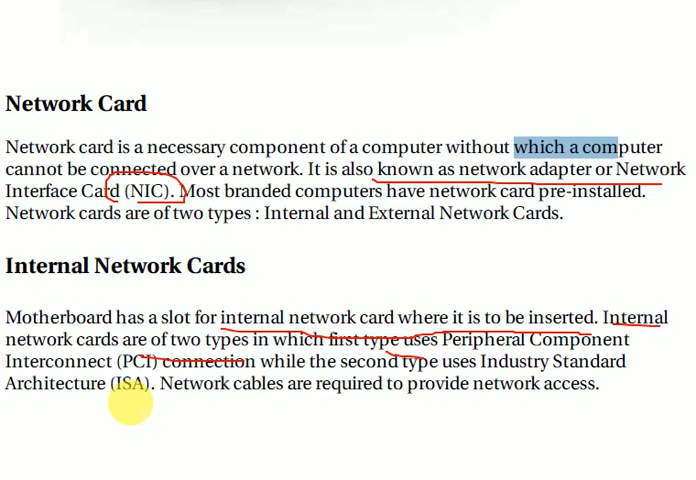 Network Card
Network card is a necessary component of a computer without which a computer
cannot be connected over a network. It is also known as network adapter or Network
Interface Card (NIC). Most branded computers have network card pre-installed.
Network cards are of two types : Internal and External Network Cards.
Internal Network Cards
Motherboard has a slot for internal network card where it is to be inserted. Internal
network cards are of two types in which first type uses Peripheral Component
Interconnect (PCI) connection while the second type uses Industry Standard
Architecture (ISA). Network cables are required to provide network access.